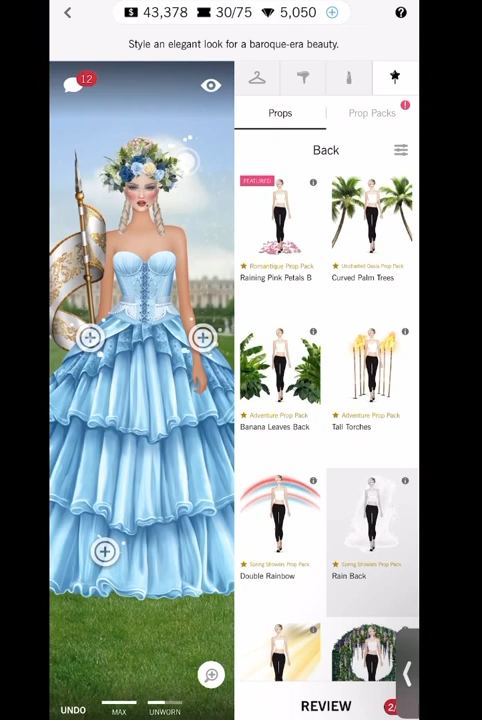 43,378 30/75 5,050
Style an elegant look for a baroque-era beauty.
12
Props Prop Packs
Back
FEATURED
Romantique Prop Pack
Raining Pink Petals B
Uncharted Oasis Prop Pack
Curved Palm Trees
Adventure Prop Pack
Banana Leaves Back
Adventure Prop Pack
Tall Torches
Spring Showers Prop Pack
Double Rainbow
Spring Showers Prop Pack
Rain Back
UNDO MAX UNWORN
REVIEW